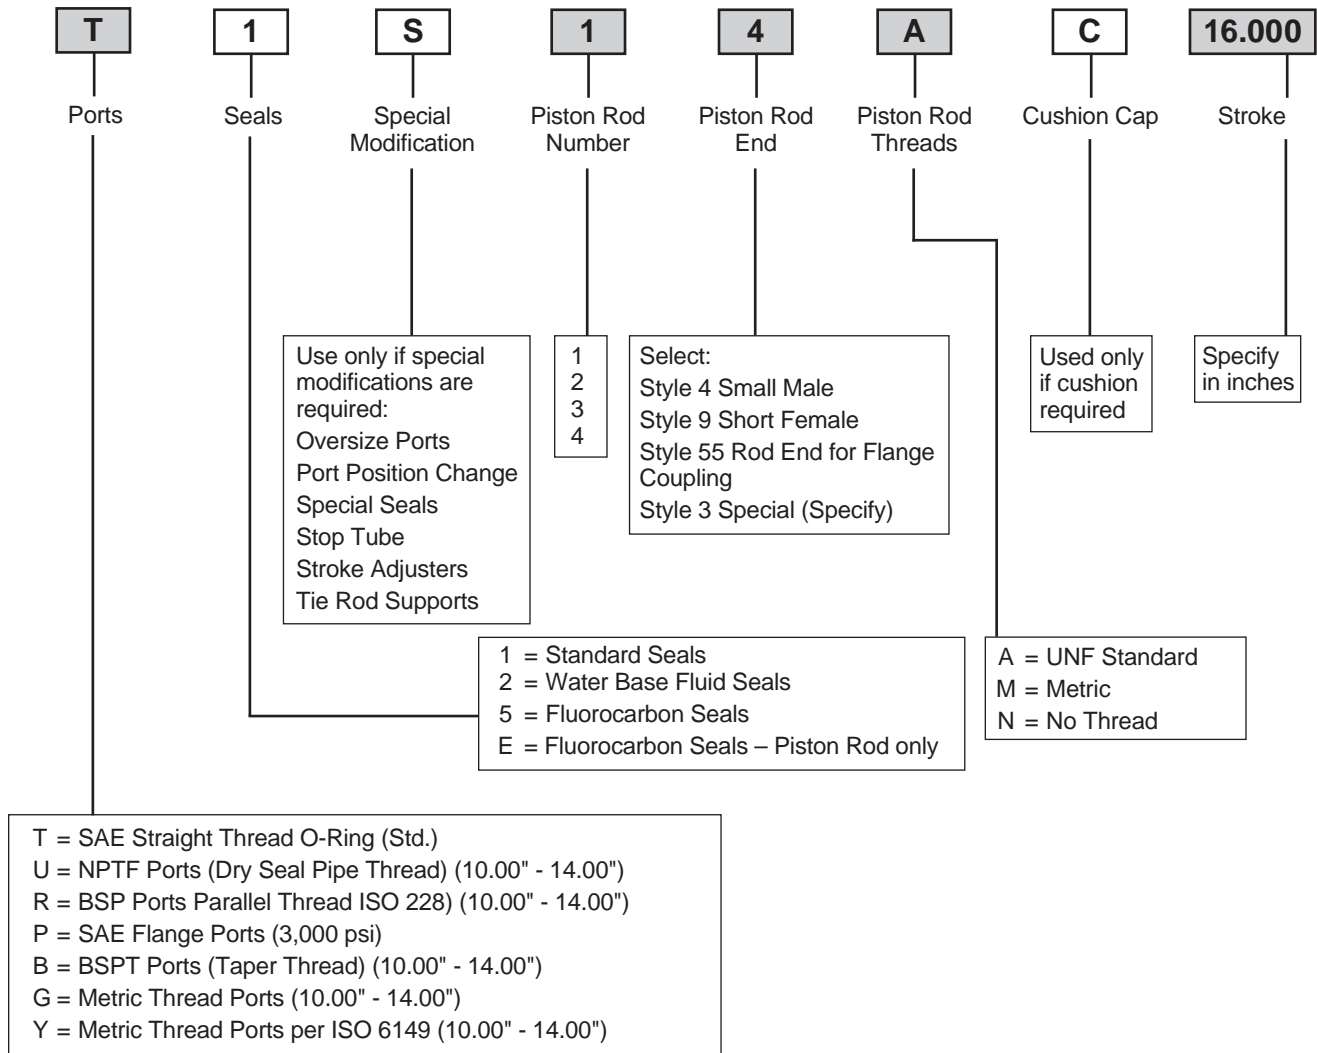 T 1 S 1 4 A C 16.000
Ports Seals Special Piston Rod Piston Rod Piston Rod Cushion Cap Stroke
Modification Number End Threads
Use only if special
modifications are
required:
Oversize Ports
Port Position Change
Special Seals
Stop Tube
Stroke Adjusters
Tie Rod Supports
1
2
3
4
Select:
Style 4 Small Male
Style 9 Short Female
Style 55 Rod End for Flange
Coupling
Style 3 Special (Specify)
Used only
if cushion
required
Specify
in inches
1 = Standard Seals
2 = Water Base Fluid Seals
5 = Fluorocarbon Seals
E = Fluorocarbon Seals – Piston Rod only
A = UNF Standard
M = Metric
N = No Thread
T = SAE Straight Thread O-Ring (Std.)
U = NPTF Ports (Dry Seal Pipe Thread) (10.00" - 14.00")
R = BSP Ports Parallel Thread ISO 228) (10.00" - 14.00")
P = SAE Flange Ports (3,000 psi)
B = BSPT Ports (Taper Thread) (10.00" - 14.00")
G = Metric Thread Ports (10.00" - 14.00")
Y = Metric Thread Ports per ISO 6149 (10.00" - 14.00")